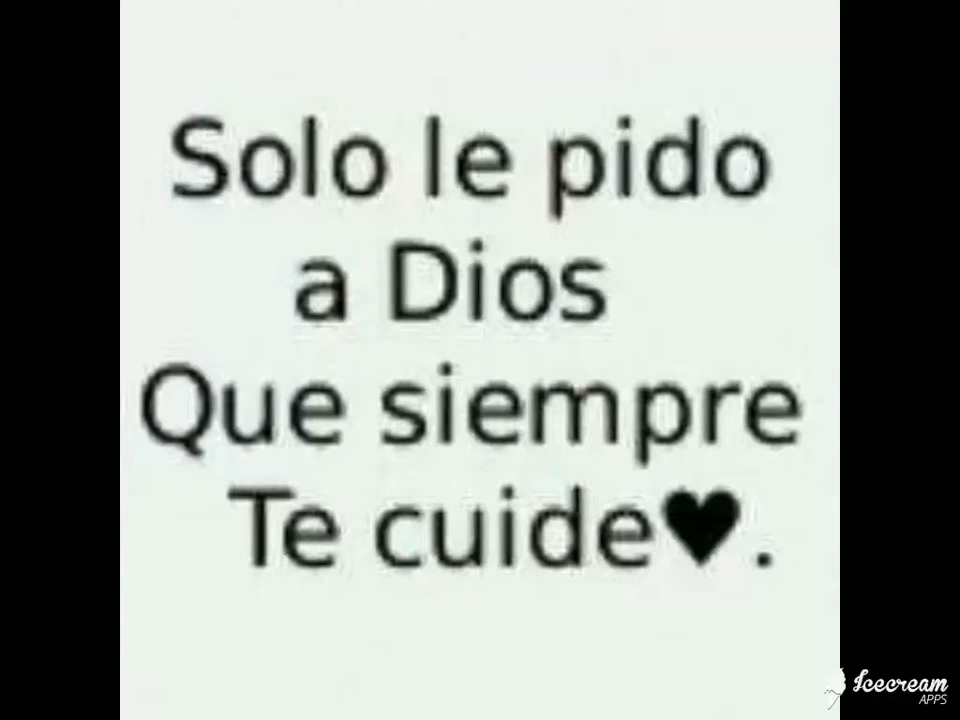 Solo le pido
a Dios
Que siempre
Te cuide♥.
Icecream
APPS